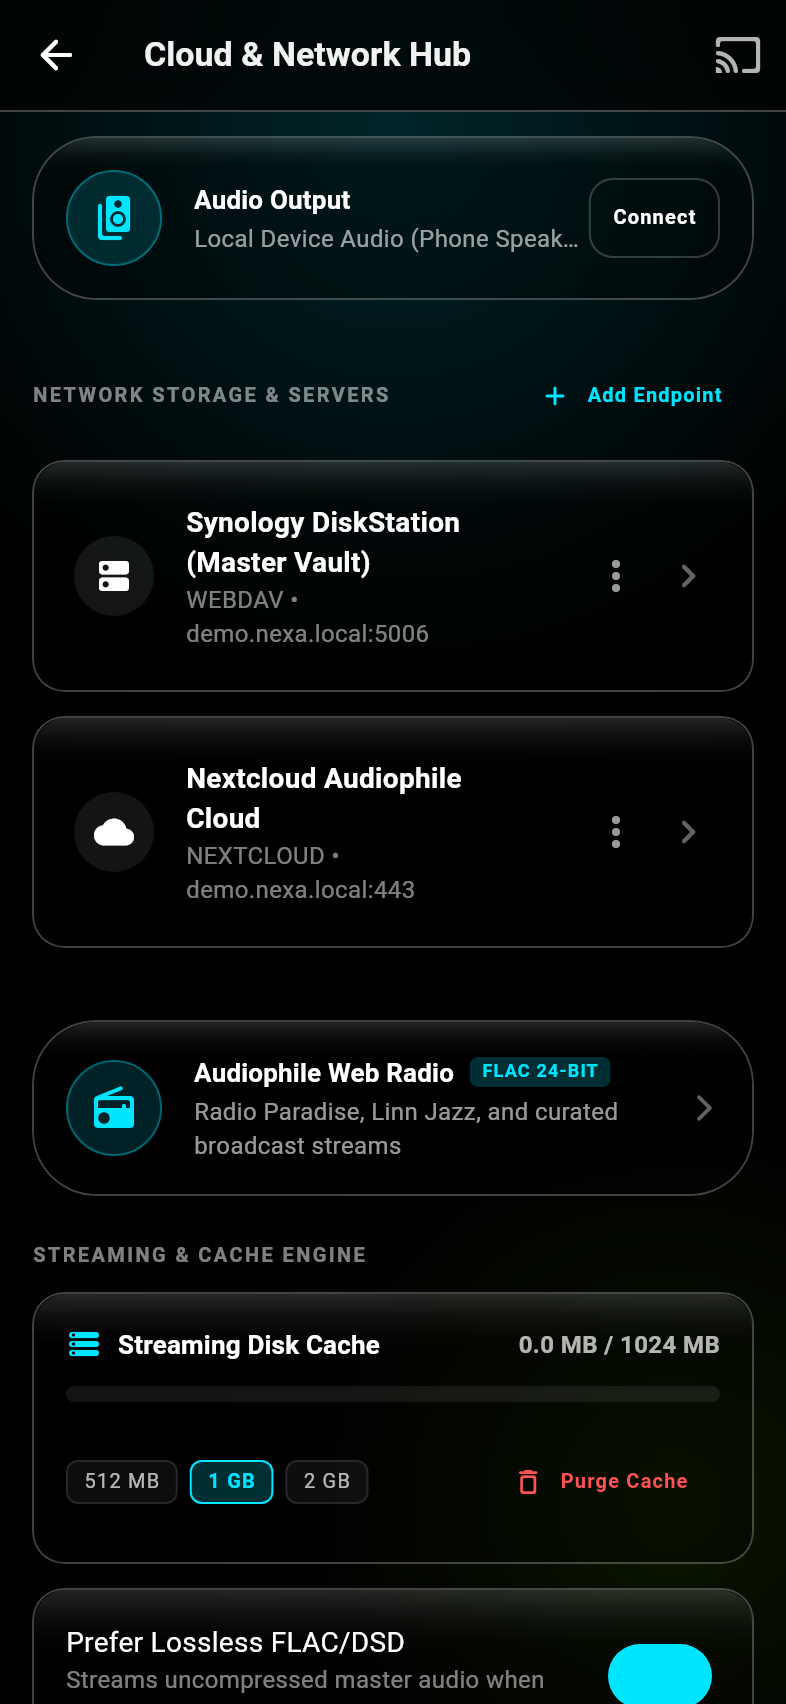 Cloud & Network Hub
Audio Output
Local Device Audio (Phone Speak...
Connect
NETWORK STORAGE & SERVERS
Add Endpoint
Synology DiskStation
(Master Vault)
WEBDAV •
demo.nexa.local:5006
Nextcloud Audiophile
Cloud
NEXTCLOUD •
demo.nexa.local:443
Audiophile Web Radio
FLAC 24-BIT
Radio Paradise, Linn Jazz, and curated
broadcast streams
STREAMING & CACHE ENGINE
Streaming Disk Cache
0.0 MB / 1024 MB
512 MB
1 GB
2 GB
Purge Cache
Prefer Lossless FLAC/DSD
Streams uncompressed master audio when